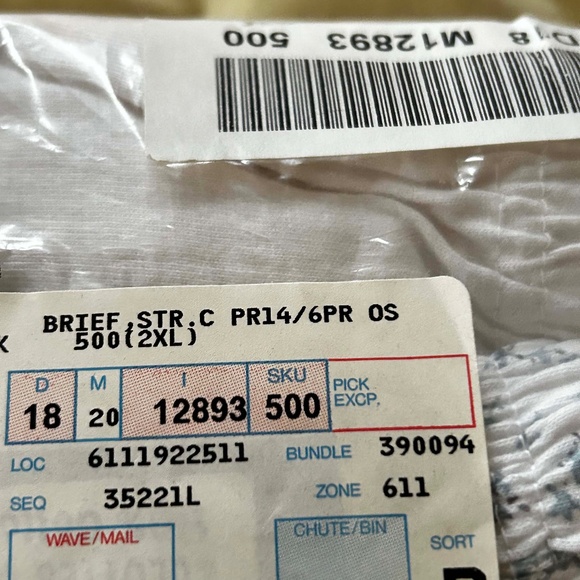 D 18 M12893 500
BRIEF,STR.C PR14/6PR OS
K 500(2XL)
D M I SKU PICK EXCP.
18 20 12893 500
LOC 6111922511 BUNDLE 390094
SEQ 35221L ZONE 611
WAVE/MAIL CHUTE/BIN SORT